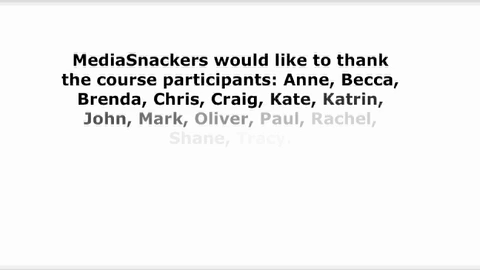 MediaSnackers would like to thank
the course participants: Anne, Becca,
Brenda, Chris, Craig, Kate, Katrin,
John, Mark, Oliver, Paul, Rachel,
Shane, Tracy.